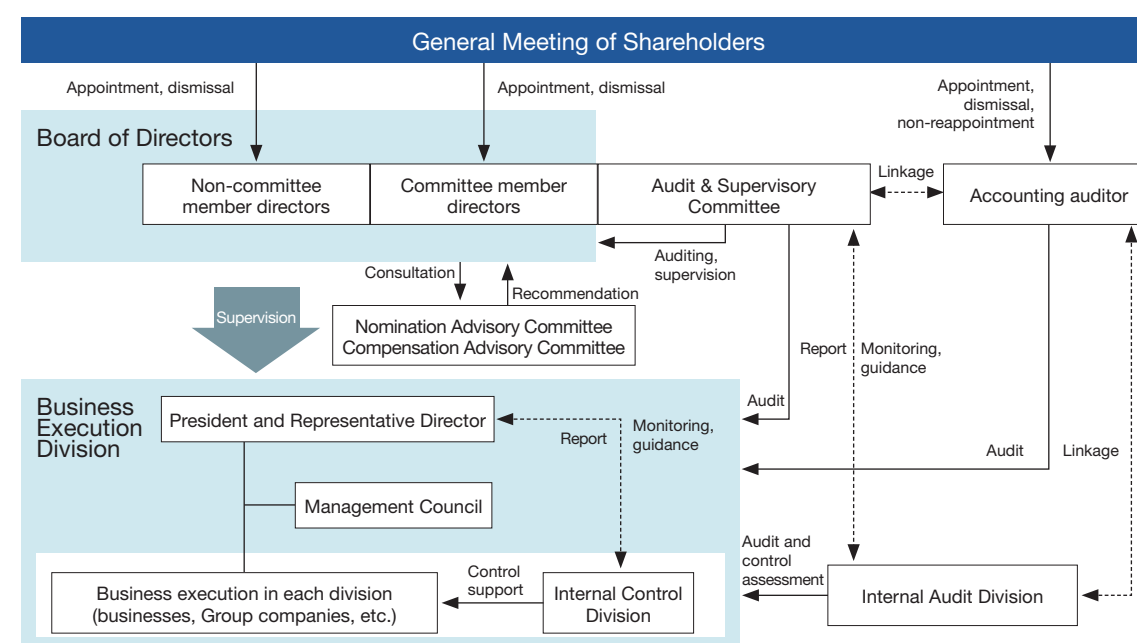 General Meeting of Shareholders
Appointment, dismissal
Appointment, dismissal
Appointment,
dismissal,
non-reappointment
Board of Directors
Non-committee
member directors
Committee member
directors
Audit & Supervisory
Committee
Linkage
Accounting auditor
Auditing,
supervision
Consultation
Recommendation
Supervision
Nomination Advisory Committee
Compensation Advisory Committee
Report
Monitoring,
guidance
Business
Execution
Division
President and Representative Director
Audit
Report
Monitoring,
guidance
Audit
Linkage
Management Council
Audit and
control
assessment
Business execution in each division
(businesses, Group companies, etc.)
Control
support
Internal Control
Division
Internal Audit Division